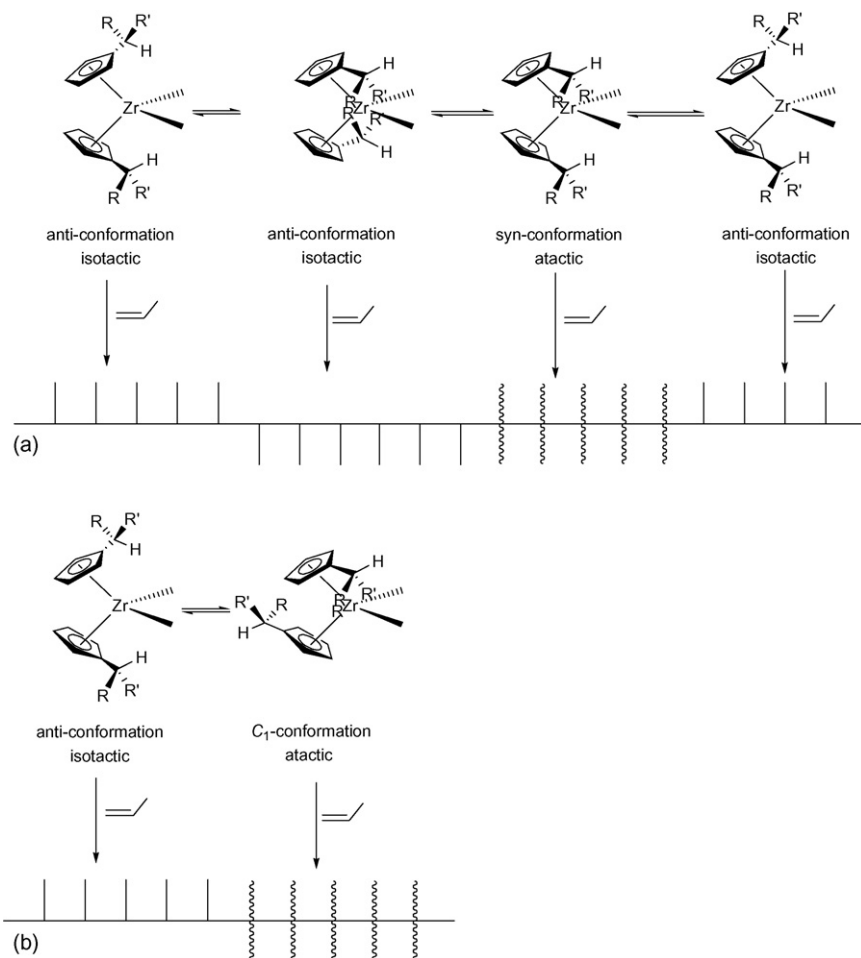 R R' H
R R' H
H
H
R'
R'
H
Zr
Zr
R
R
Zr
R
R'
Zr
R'
H
H
H
H
R R'
R R'
R R'
anti-conformation anti-conformation syn-conformation anti-conformation
isotactic isotactic atactic isotactic
(a)
R R' H
H
R' R
R
R'
Zr
Zr
R
H
H
R R'
anti-conformation C1-conformation
isotactic atactic
(b)